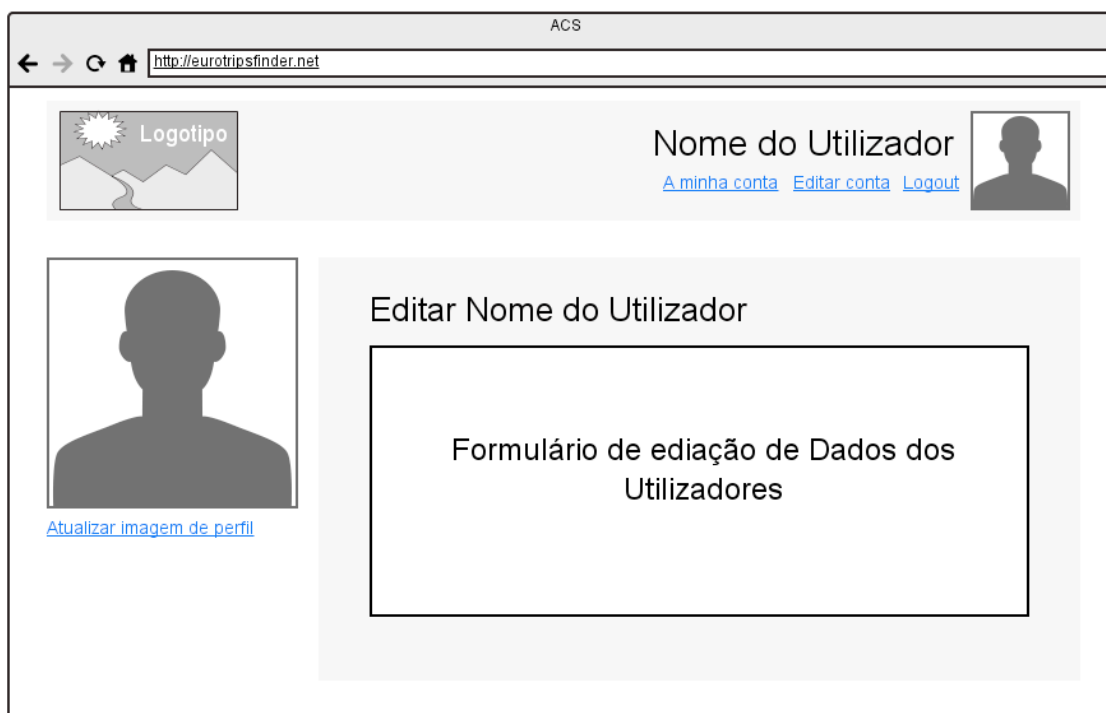 ACS
http://eurotripsfinder.net
Logotipo
Nome do Utilizador
A minha conta Editar conta Logout
Editar Nome do Utilizador
Formulário de ediação de Dados dos
Utilizadores
Atualizar imagem de perfil